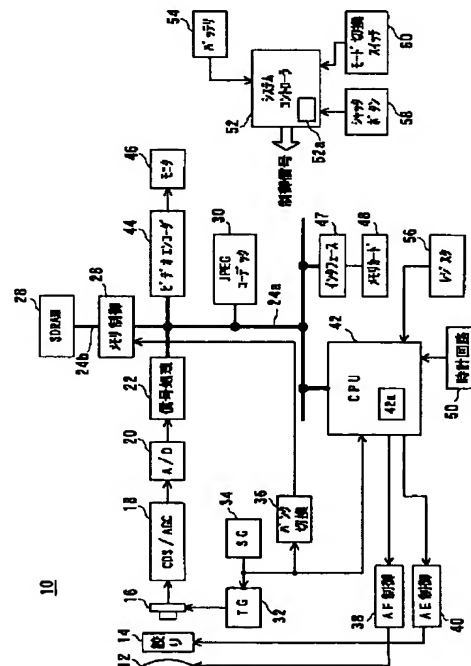 10
12
14
絞り
16
18
CDS/AGC
20
A/D
22
信号処理
24b
28
SDRAM
28
メモリ制御
44
ビデオエンコーダ
46
モニタ
30
JPEG
コーデック
24a
32
TG
34
SG
36
バンク
切換
38
AF制御
40
AE制御
42
CPU
42a
47
インタフェース
48
メモリカード
50
時計回路
56
レジスタ
制御信号
52
システム
コントローラ
52a
54
バッテリ
58
シャッタ
ボタン
60
モード切換
スイッチ